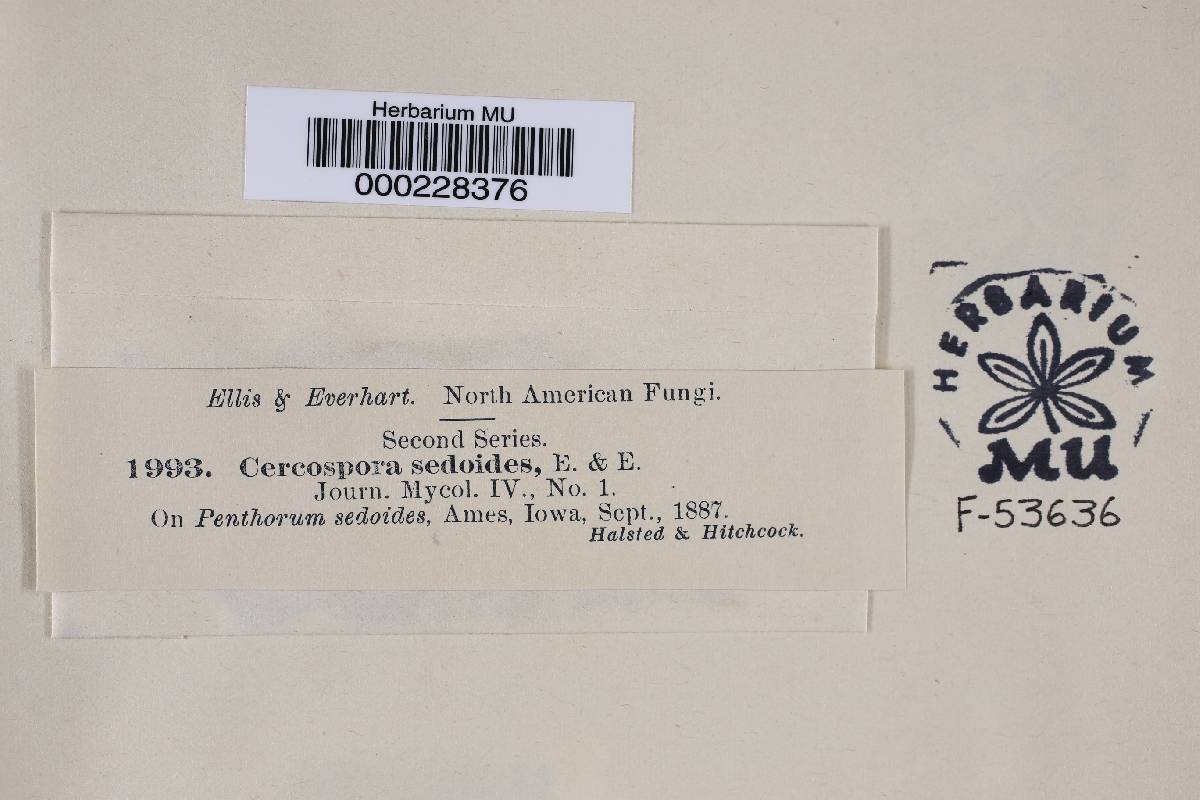 Herbarium MU
000228376
Ellis & Everhart. North American Fungi.
Second Series.
1993. Cercospora sedoides, E. & E.
Journ. Mycol. IV., No. 1.
On Penthorum sedoides, Ames, Iowa, Sept., 1887.
Halsted & Hitchcock.
HERBARIUM
MU
F-53636